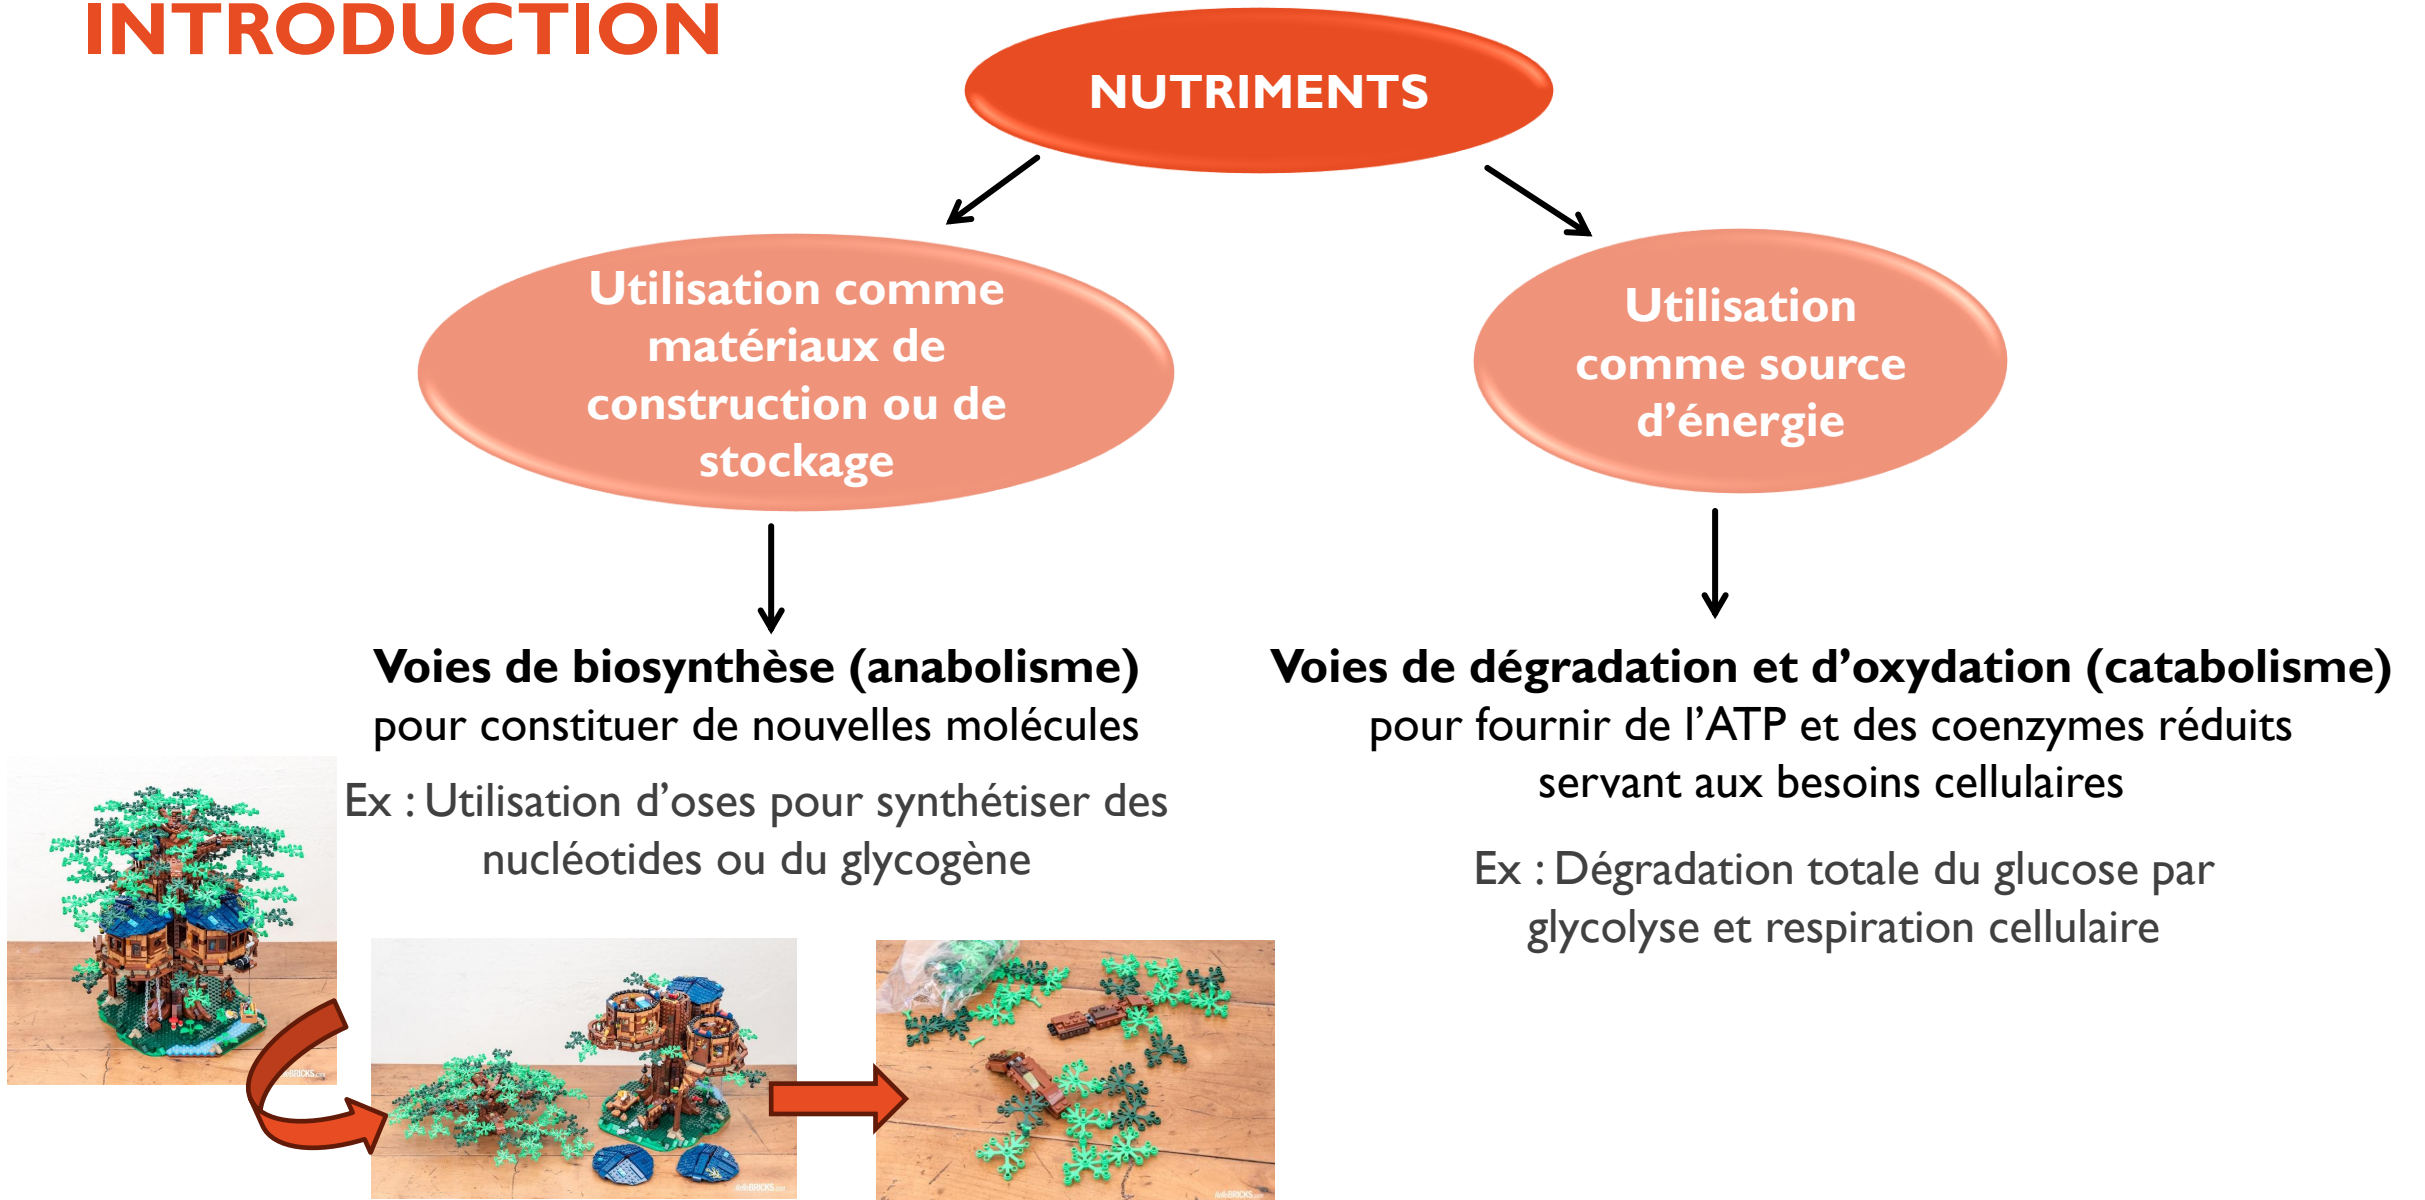 INTRODUCTION
NUTRIMENTS
Utilisation comme
matériaux de
construction ou de
stockage
Utilisation
comme source
d’énergie
Voies de biosynthèse (anabolisme)
pour constituer de nouvelles molécules
Ex : Utilisation d’oses pour synthétiser des
nucléotides ou du glycogène
Voies de dégradation et d’oxydation (catabolisme)
pour fournir de l’ATP et des coenzymes réduits
servant aux besoins cellulaires
Ex : Dégradation totale du glucose par
glycolyse et respiration cellulaire